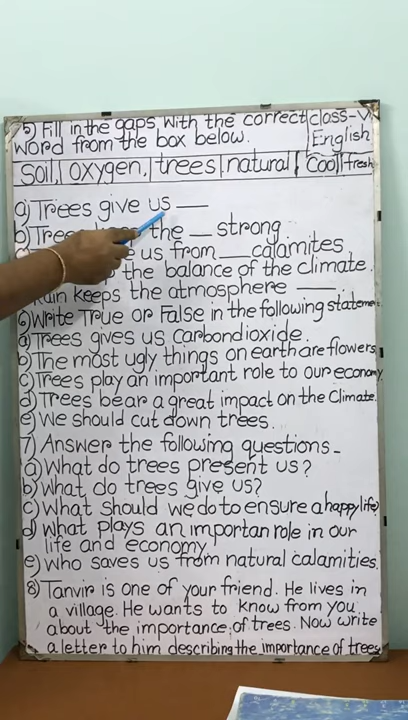 5) Fill in the gaps with the correct
word from the box below.
class-V
English
Soil, oxygen, trees, natural, Cool, fresh
a) Trees give us __
b) Trees the __ strong
us from __ calamites
the balance of the climate.
Rain keeps the atmosphere __.
6) Write True or False in the following statement.
a) Trees gives us carbondioxide.
b) The most ugly things on earth are flowers
c) Trees play an important role to our economy.
d) Trees bear a great impact on the Climate.
e) We should cut down trees.
7) Answer the following questions-
a) What do trees present us?
b) What do trees give us?
c) What should we do to ensure a happy life?
d) What plays an importan role in our
life and economy
e) Who saves us from natural calamities.
8) Tanvir is one of your friend. He lives in
a village. He wants to know from you
about the importance of trees. Now write
a letter to him describing the importance of trees.